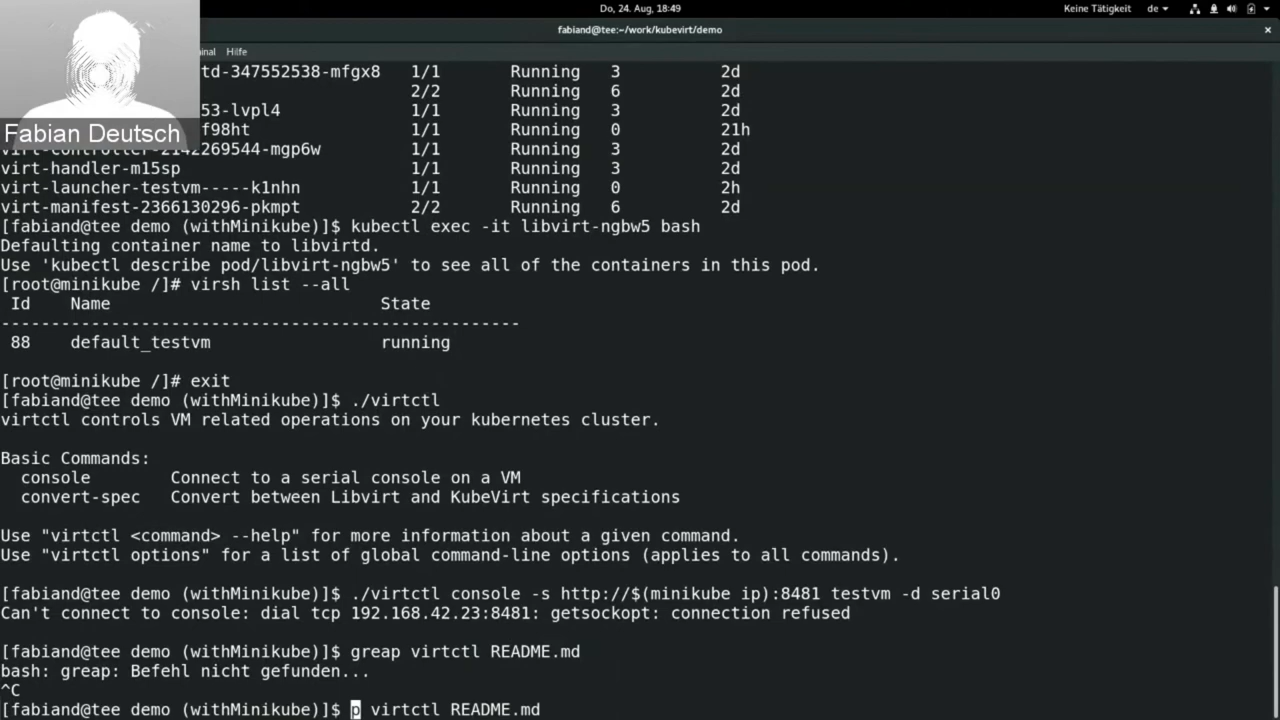 Do, 24. Aug, 18:49
Keine Tätigkeit de
fabiand@tee:~/work/kubevirt/demo
Hilfe
td-347552538-mfgx8 1/1 Running 3 2d
2/2 Running 6 2d
53-lvpl4 1/1 Running 3 2d
f98ht 1/1 Running 0 21h
Fabian Deutsch
virt-controller-2142269544-mgp6w 1/1 Running 3 2d
virt-handler-m15sp 1/1 Running 3 2d
virt-launcher-testvm-----k1nhn 1/1 Running 0 2h
virt-manifest-2366130296-pkmpt 2/2 Running 6 2d
[fabiand@tee demo (withMinikube)]$ kubectl exec -it libvirt-ngbw5 bash
Defaulting container name to libvirtd.
Use 'kubectl describe pod/libvirt-ngbw5' to see all of the containers in this pod.
[root@minikube /]# virsh list --all
Id Name State
----------------------------------------------------
88 default_testvm running
[root@minikube /]# exit
[fabiand@tee demo (withMinikube)]$ ./virtctl
virtctl controls VM related operations on your kubernetes cluster.
Basic Commands:
console Connect to a serial console on a VM
convert-spec Convert between Libvirt and KubeVirt specifications
Use "virtctl <command> --help" for more information about a given command.
Use "virtctl options" for a list of global command-line options (applies to all commands).
[fabiand@tee demo (withMinikube)]$ ./virtctl console -s http://$(minikube ip):8481 testvm -d serial0
Can't connect to console: dial tcp 192.168.42.23:8481: getsockopt: connection refused
[fabiand@tee demo (withMinikube)]$ greap virtctl README.md
bash: greap: Befehl nicht gefunden...
^C
[fabiand@tee demo (withMinikube)]$ p virtctl README.md